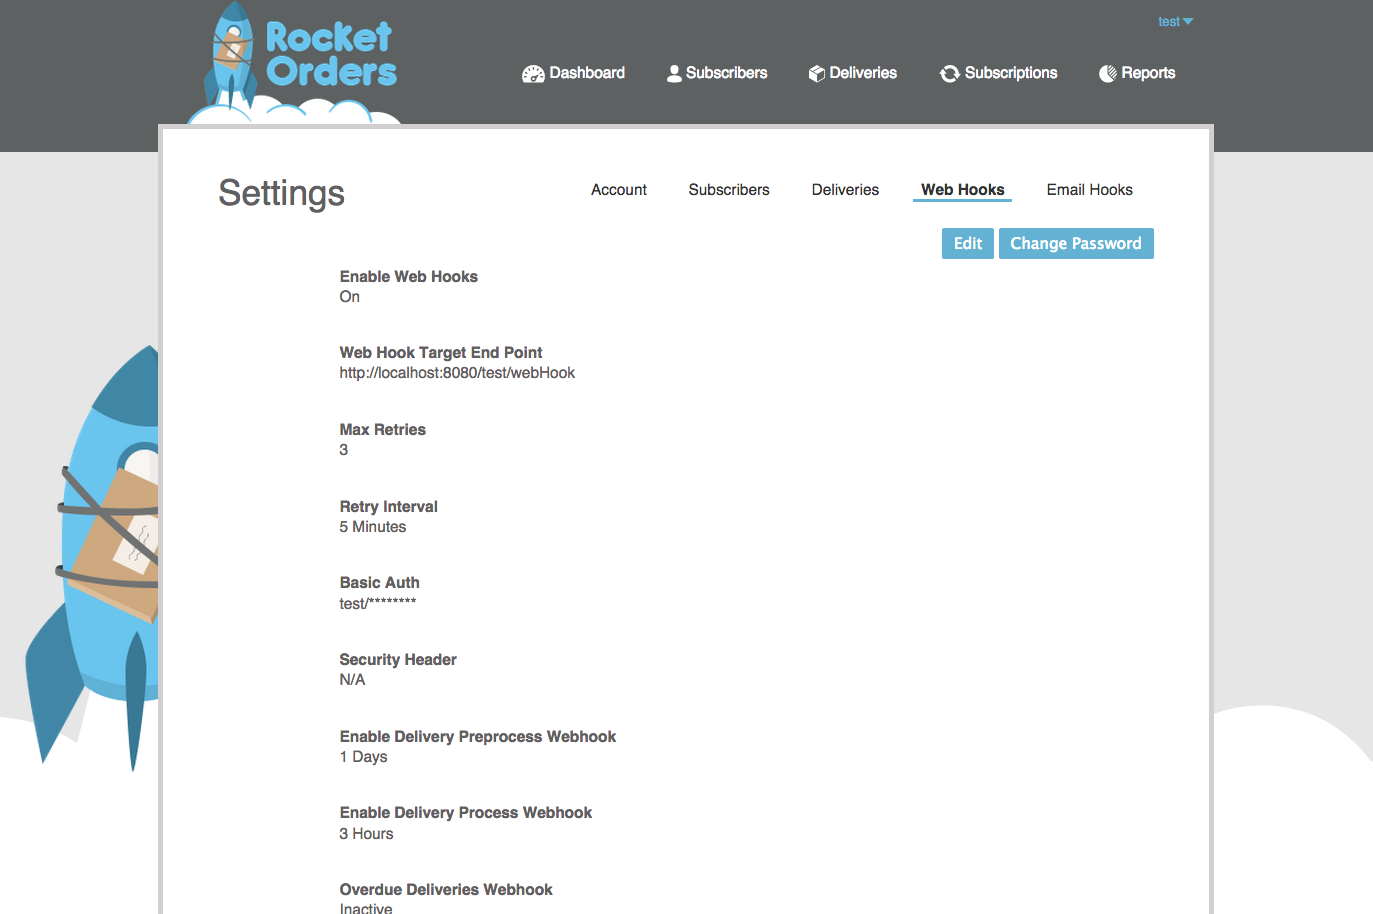 Rocket
Orders
test
Dashboard
Subscribers
Deliveries
Subscriptions
Reports
Settings
Account
Subscribers
Deliveries
Web Hooks
Email Hooks
Edit
Change Password
Enable Web Hooks
On
Web Hook Target End Point
http://localhost:8080/test/webHook
Max Retries
3
Retry Interval
5 Minutes
Basic Auth
test/********
Security Header
N/A
Enable Delivery Preprocess Webhook
1 Days
Enable Delivery Process Webhook
3 Hours
Overdue Deliveries Webhook
Inactive